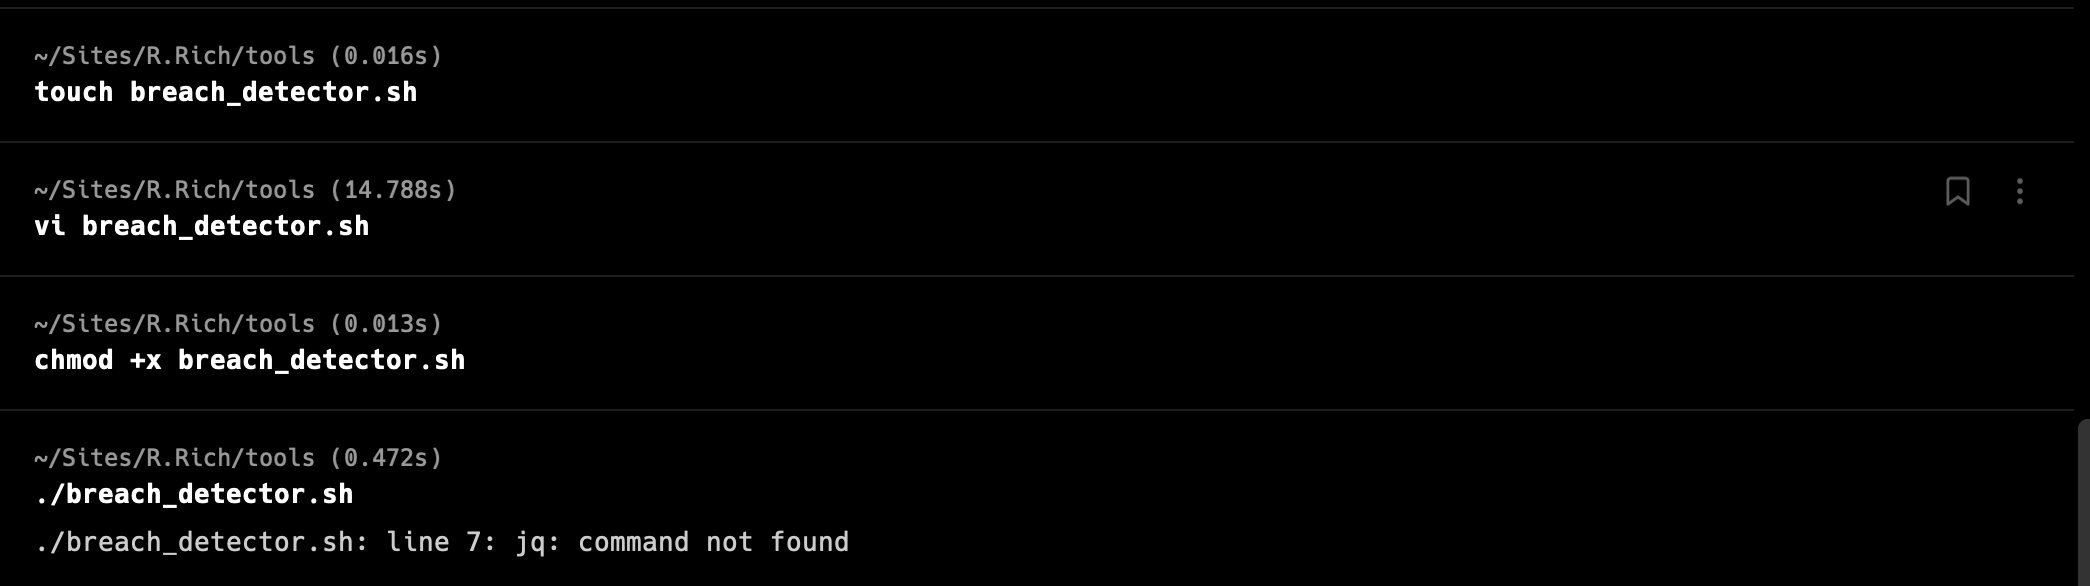 ~/Sites/R.Rich/tools (0.016s)
touch breach_detector.sh
~/Sites/R.Rich/tools (14.788s)
vi breach_detector.sh
~/Sites/R.Rich/tools (0.013s)
chmod +x breach_detector.sh
~/Sites/R.Rich/tools (0.472s)
./breach_detector.sh
./breach_detector.sh: line 7: jq: command not found